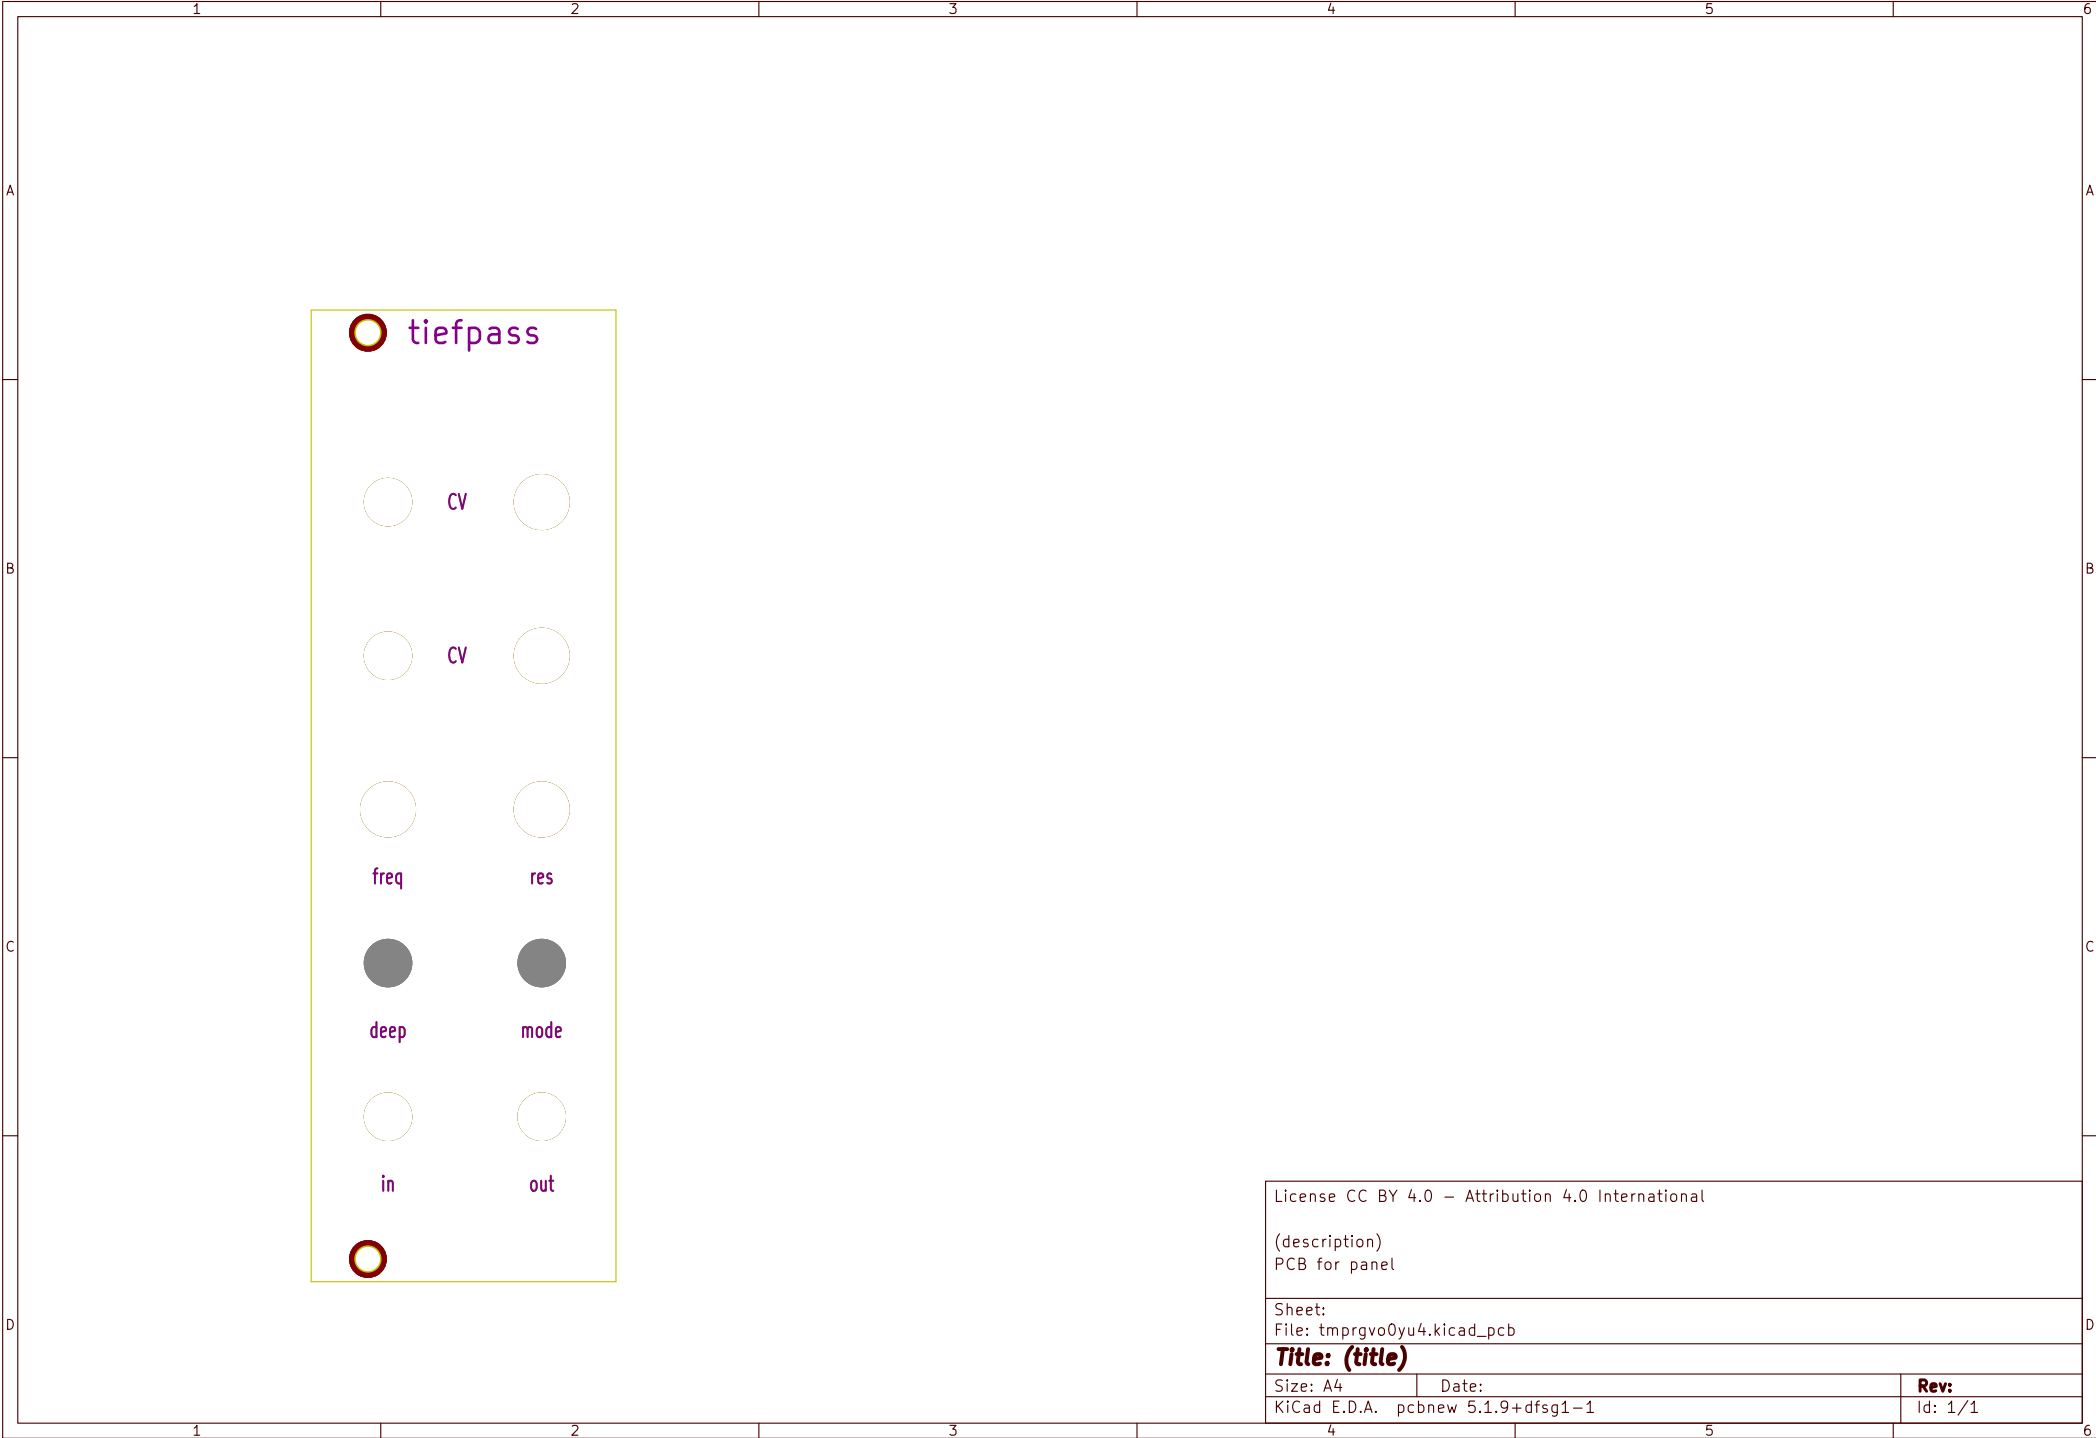 1 2 3 4 5 6
A A
tiefpass
CV
B B
CV
freq res
C C
deep mode
in out
License CC BY 4.0 – Attribution 4.0 International
(description)
PCB for panel
Sheet:
File: tmprgvo0yu4.kicad_pcb
D D
Title: (title)
Size: A4 Date: Rev:
KiCad E.D.A. pcbnew 5.1.9+dfsg1-1 Id: 1/1
1 2 3 4 5 6